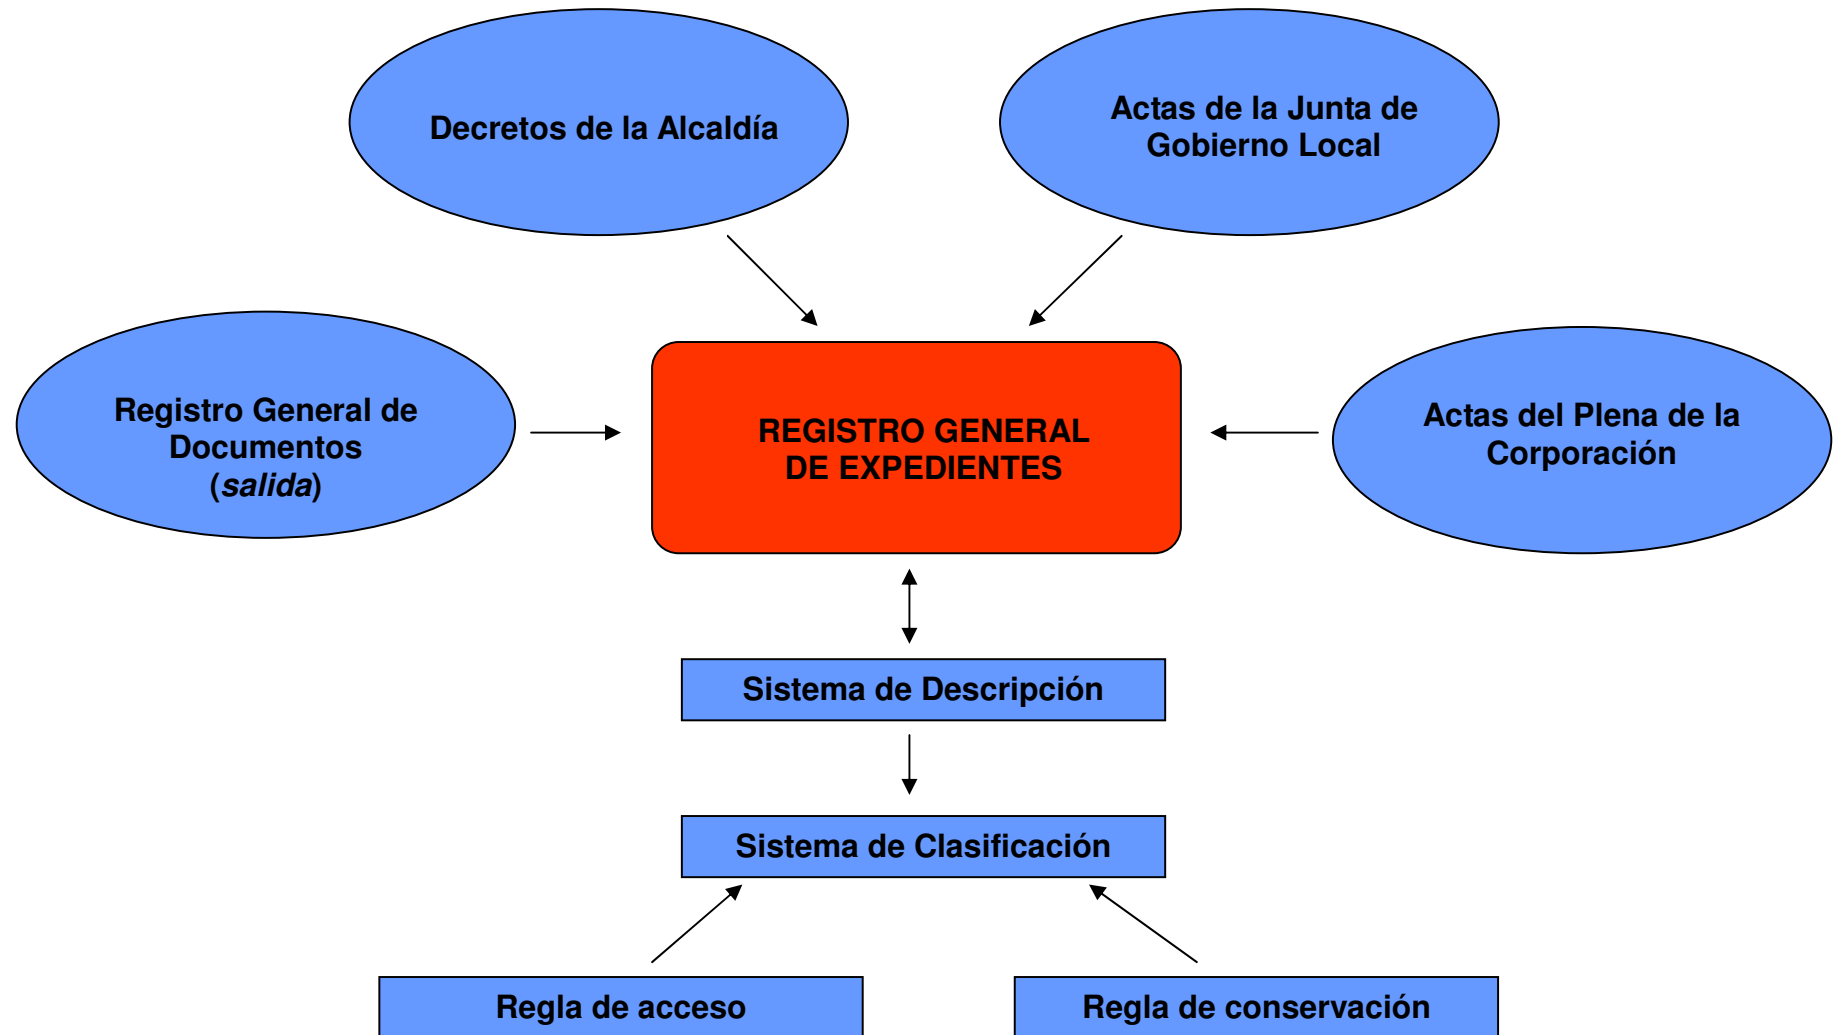 Decretos de la Alcaldía
Actas de la Junta de
Gobierno Local
Registro General de
Documentos
(salida)
REGISTRO GENERAL
DE EXPEDIENTES
Actas del Plena de la
Corporación
Sistema de Descripción
Sistema de Clasificación
Regla de acceso
Regla de conservación